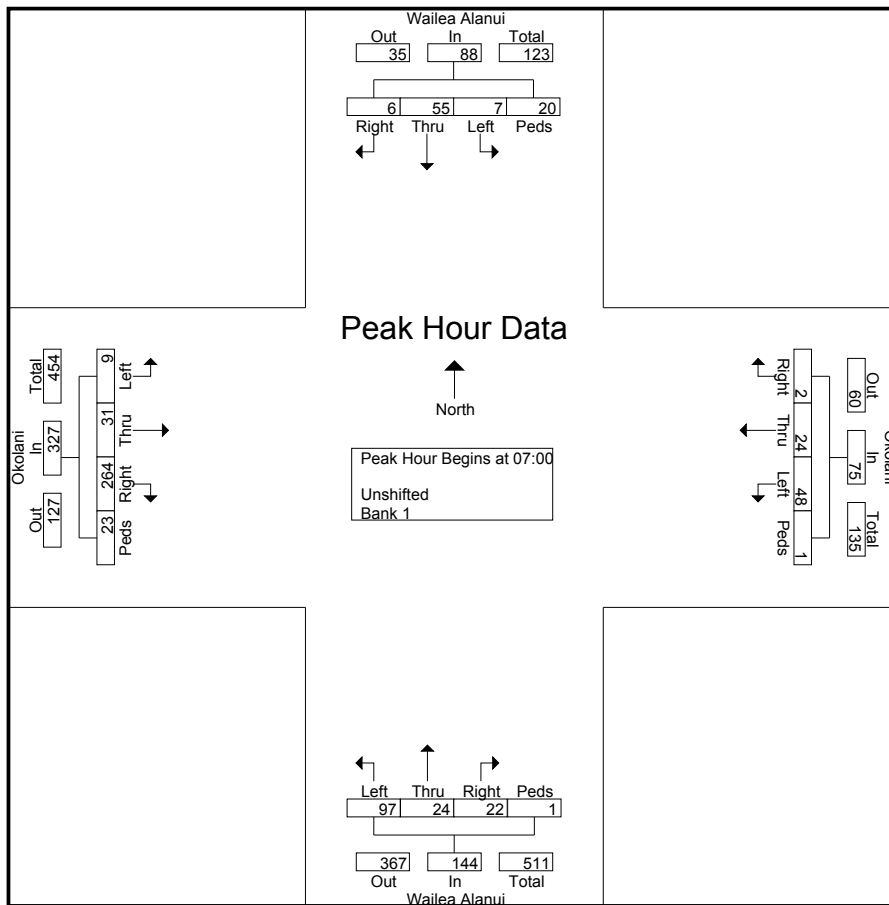 Wailea Alanui
Out In Total
35 88 123
6 55 7 20
Right Thru Left Peds
Peak Hour Data
North
Peak Hour Begins at 07:00
Unshifted
Bank 1
Okolani
Total In Out
454 327 127
9 31 264 23
Left Thru Right Peds
Right Thru Left Peds
2 24 48 1
Out In Total
60 75 135
Okolani
Left Thru Right Peds
97 24 22 1
367 144 511
Out In Total
Wailea Alanui